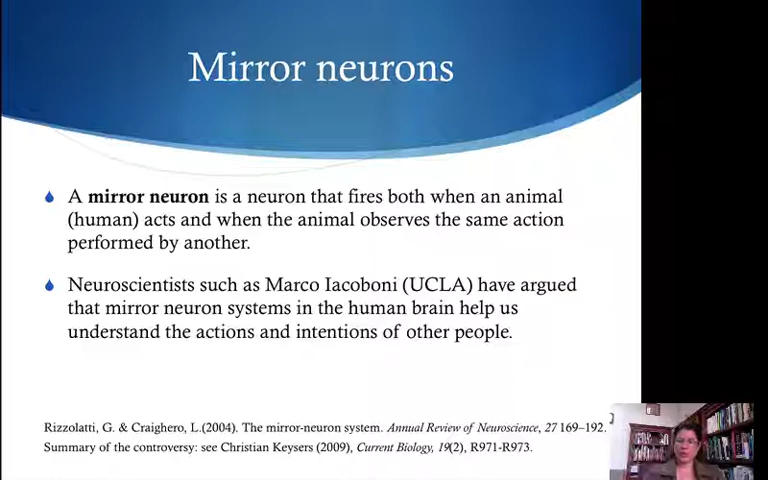 Mirror neurons
A mirror neuron is a neuron that fires both when an animal
(human) acts and when the animal observes the same action
performed by another.
Neuroscientists such as Marco Iacoboni (UCLA) have argued
that mirror neuron systems in the human brain help us
understand the actions and intentions of other people.
Rizzolatti, G. & Craighero, L.(2004). The mirror-neuron system. Annual Review of Neuroscience, 27 169–192.
Summary of the controversy: see Christian Keysers (2009), Current Biology, 19(2), R971-R973.